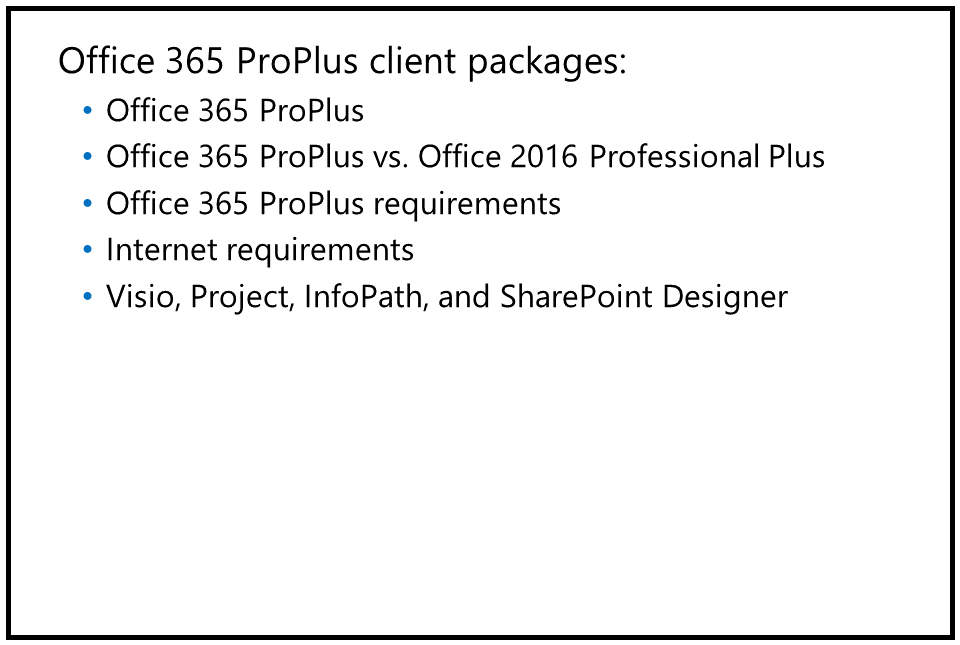 Office 365 ProPlus client packages:
• Office 365 ProPlus
• Office 365 ProPlus vs. Office 2016 Professional Plus
• Office 365 ProPlus requirements
• Internet requirements
• Visio, Project, InfoPath, and SharePoint Designer